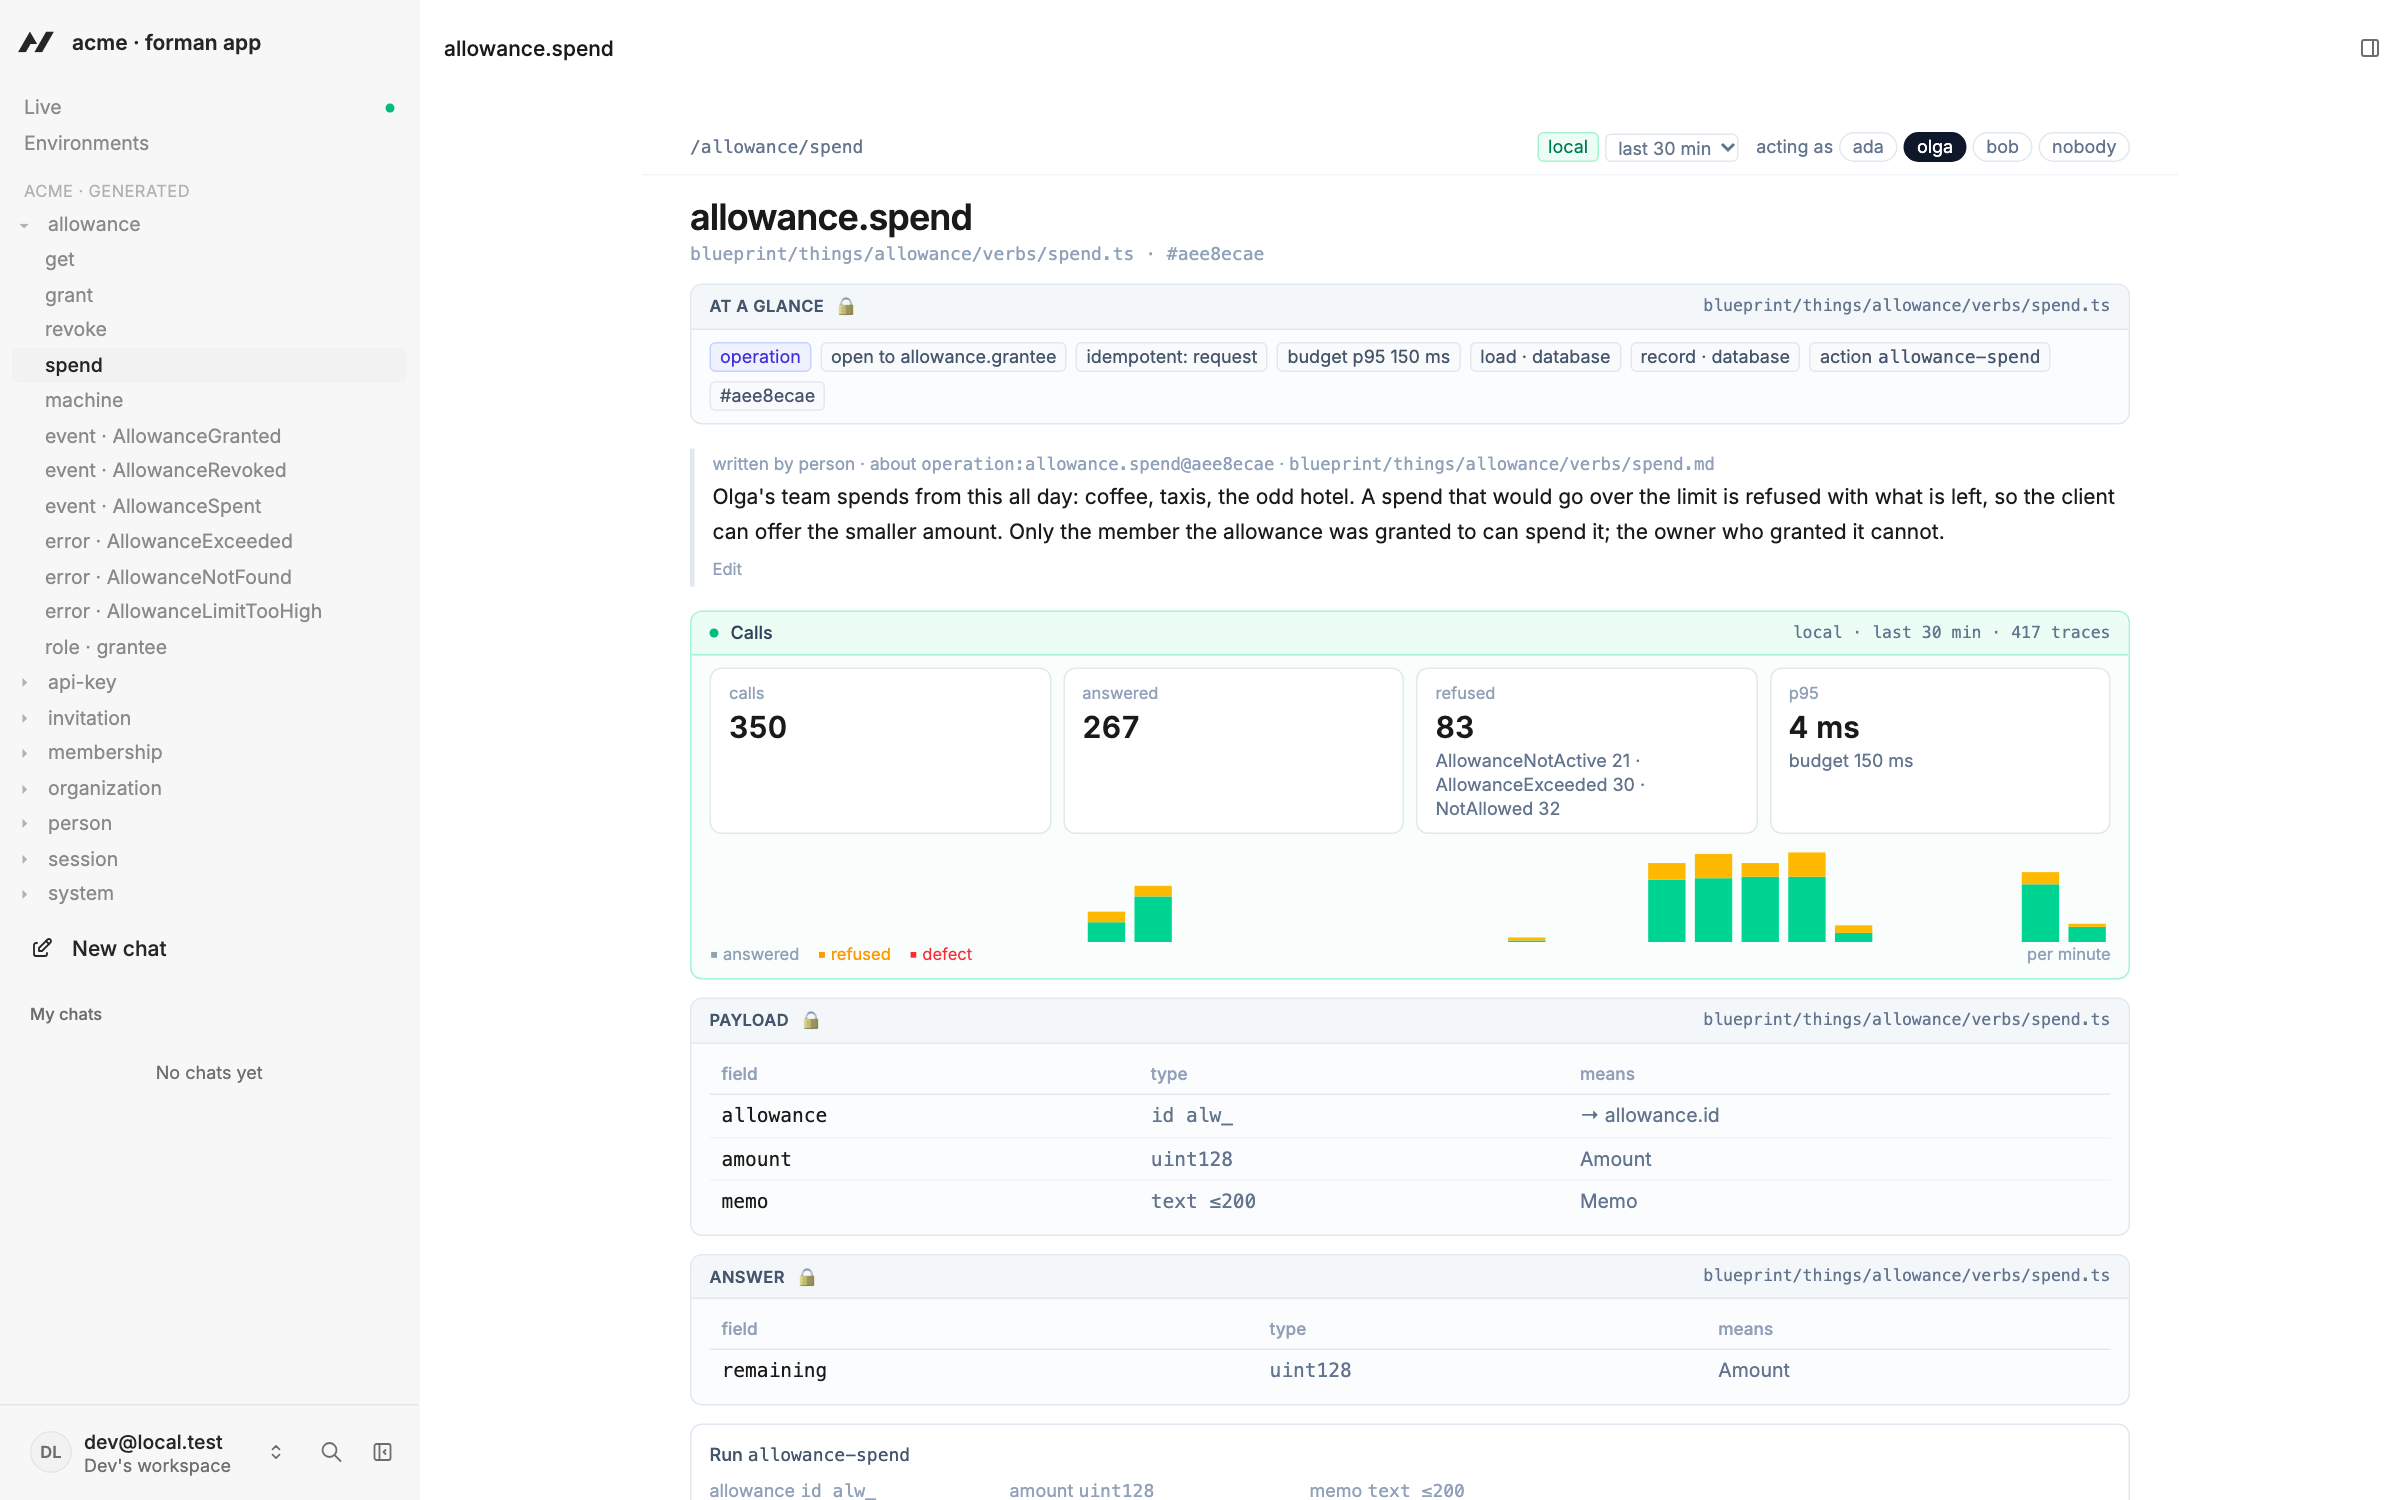 acme · forman app
allowance.spend
Live
Environments
ACME · GENERATED
allowance
get
grant
revoke
spend
machine
event · AllowanceGranted
event · AllowanceRevoked
event · AllowanceSpent
error · AllowanceExceeded
error · AllowanceNotFound
error · AllowanceLimitTooHigh
role · grantee
api-key
invitation
membership
organization
person
session
system
New chat
My chats
No chats yet
DL
dev@local.test
Dev's workspace
/allowance/spend
local last 30 min acting as ada olga bob nobody
allowance.spend
blueprint/things/allowance/verbs/spend.ts · #aee8ecae
AT A GLANCE blueprint/things/allowance/verbs/spend.ts
operation open to allowance.grantee idempotent: request budget p95 150 ms load · database record · database action allowance-spend
#aee8ecae
written by person · about operation:allowance.spend@aee8ecae · blueprint/things/allowance/verbs/spend.md
Olga's team spends from this all day: coffee, taxis, the odd hotel. A spend that would go over the limit is refused with what is left, so the client
can offer the smaller amount. Only the member the allowance was granted to can spend it; the owner who granted it cannot.
Edit
Calls local · last 30 min · 417 traces
calls
350
answered
267
refused
83
AllowanceNotActive 21 ·
AllowanceExceeded 30 ·
NotAllowed 32
p95
4 ms
budget 150 ms
answered refused defect per minute
PAYLOAD blueprint/things/allowance/verbs/spend.ts
field type means
allowance id alw_ → allowance.id
amount uint128 Amount
memo text ≤200 Memo
ANSWER blueprint/things/allowance/verbs/spend.ts
field type means
remaining uint128 Amount
Run allowance-spend
allowance id alw_ amount uint128 memo text ≤200